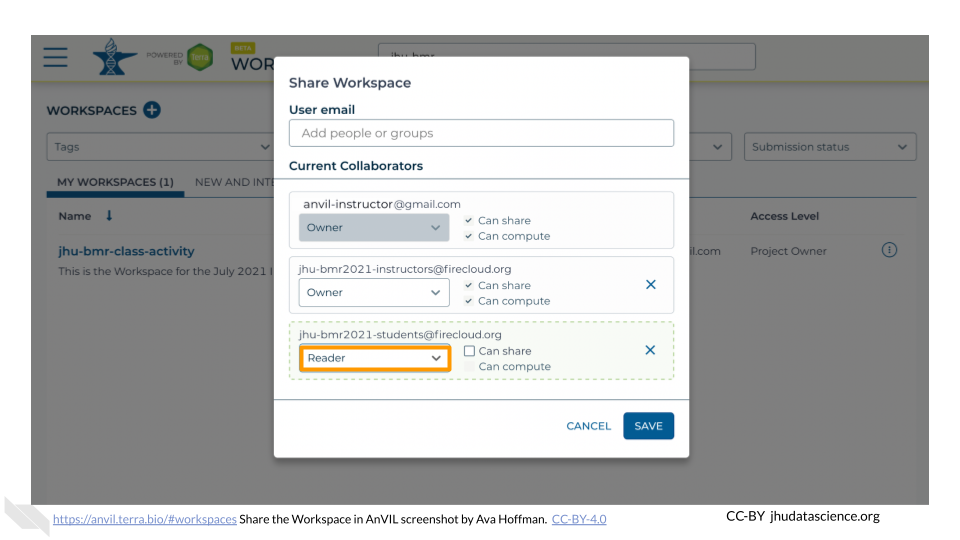 POWERED
BY
Terra
BETA
WOR
jhu-bmr
WORKSPACES
Tags
Submission status
MY WORKSPACES (1) NEW AND INTE
Name
Access Level
jhu-bmr-class-activity
il.com Project Owner
This is the Workspace for the July 2021 I
Share Workspace
User email
Add people or groups
Current Collaborators
anvil-instructor@gmail.com
Owner
Can share
Can compute
jhu-bmr2021-instructors@firecloud.org
Owner
Can share
Can compute
jhu-bmr2021-students@firecloud.org
Reader
Can share
Can compute
CANCEL SAVE
https://anvil.terra.bio/#workspaces Share the Workspace in AnVIL screenshot by Ava Hoffman. CC-BY-4.0
CC-BY jhudatascience.org